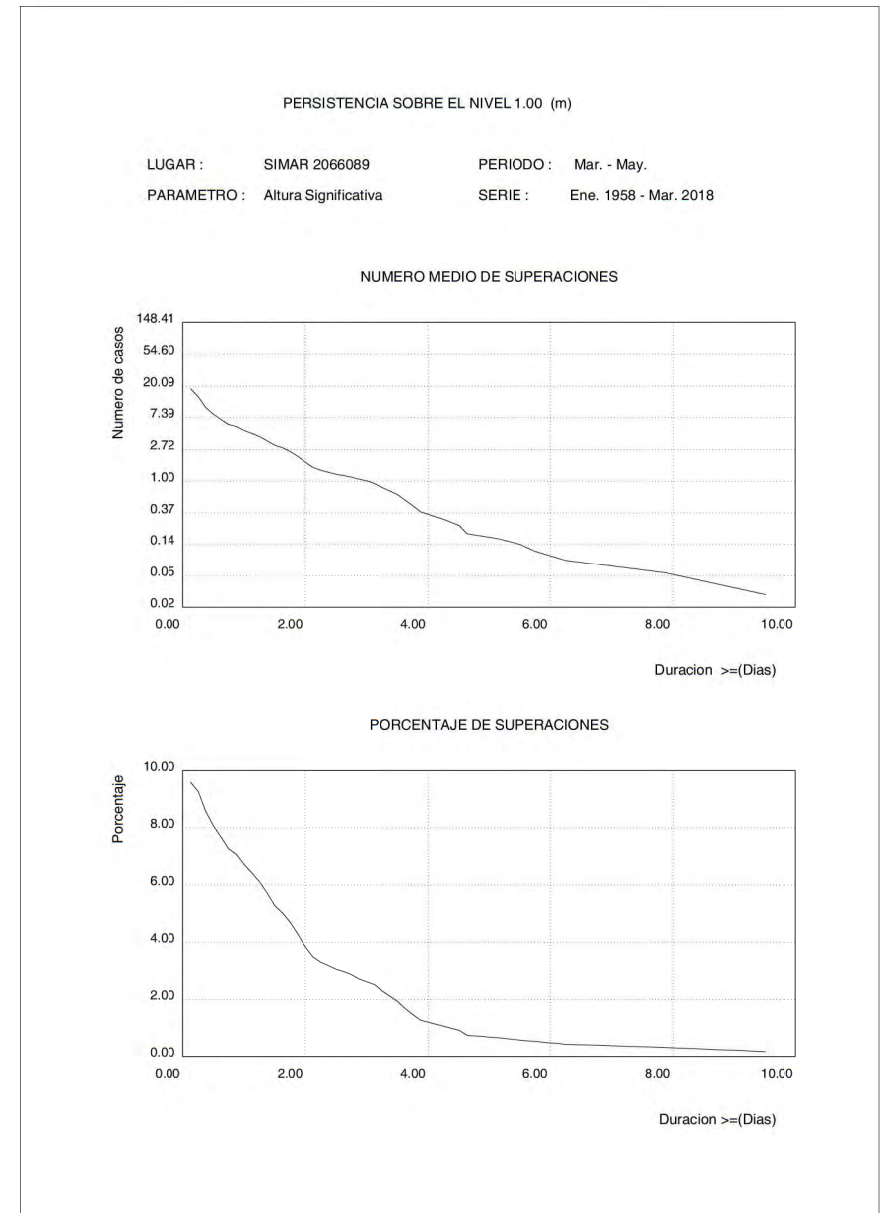 PERSISTENCIA SOBRE EL NIVEL 1.00 (m)
LUGAR : SIMAR 2066089 PERIODO : Mar. - May.
PARAMETRO : Altura Significativa SERIE : Ene. 1958 - Mar. 2018
NUMERO MEDIO DE SUPERACIONES
Numero de casos
148.41
54.60
20.09
7.39
2.72
1.00
0.37
0.14
0.05
0.02
0.00 2.00 4.00 6.00 8.00 10.00
Duracion >=(Dias)
PORCENTAJE DE SUPERACIONES
Porcentaje
10.00
8.00
6.00
4.00
2.00
0.00
0.00 2.00 4.00 6.00 8.00 10.00
Duracion >=(Dias)